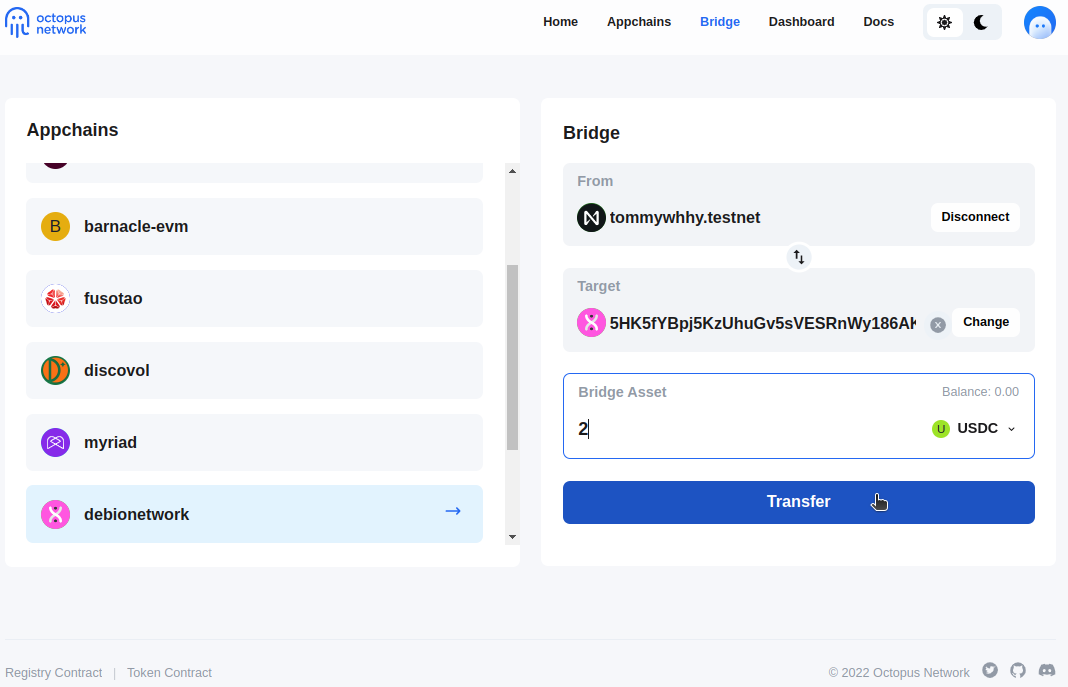 octopus
network
Home Appchains Bridge Dashboard Docs
Appchains
B barnacle-evm
fusotao
discovol
myriad
debionetwork
Bridge
From
tommywhhy.testnet Disconnect
Target
5HK5fYBpj5KzUhuGv5sVESRnWy186AK Change
Bridge Asset Balance: 0.00
2 U USDC
Transfer
Registry Contract | Token Contract
© 2022 Octopus Network